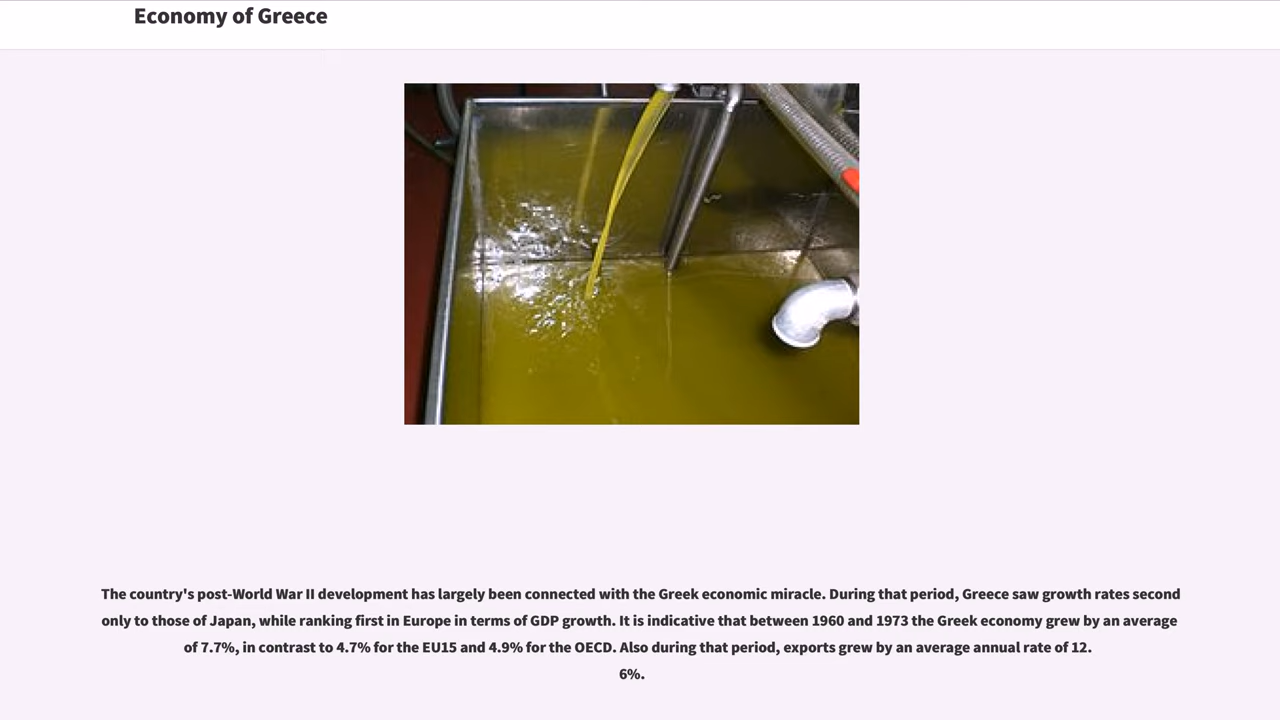 Economy of Greece
The country's post-World War II development has largely been connected with the Greek economic miracle. During that period, Greece saw growth rates second
only to those of Japan, while ranking first in Europe in terms of GDP growth. It is indicative that between 1960 and 1973 the Greek economy grew by an average
of 7.7%, in contrast to 4.7% for the EU15 and 4.9% for the OECD. Also during that period, exports grew by an average annual rate of 12.
6%.